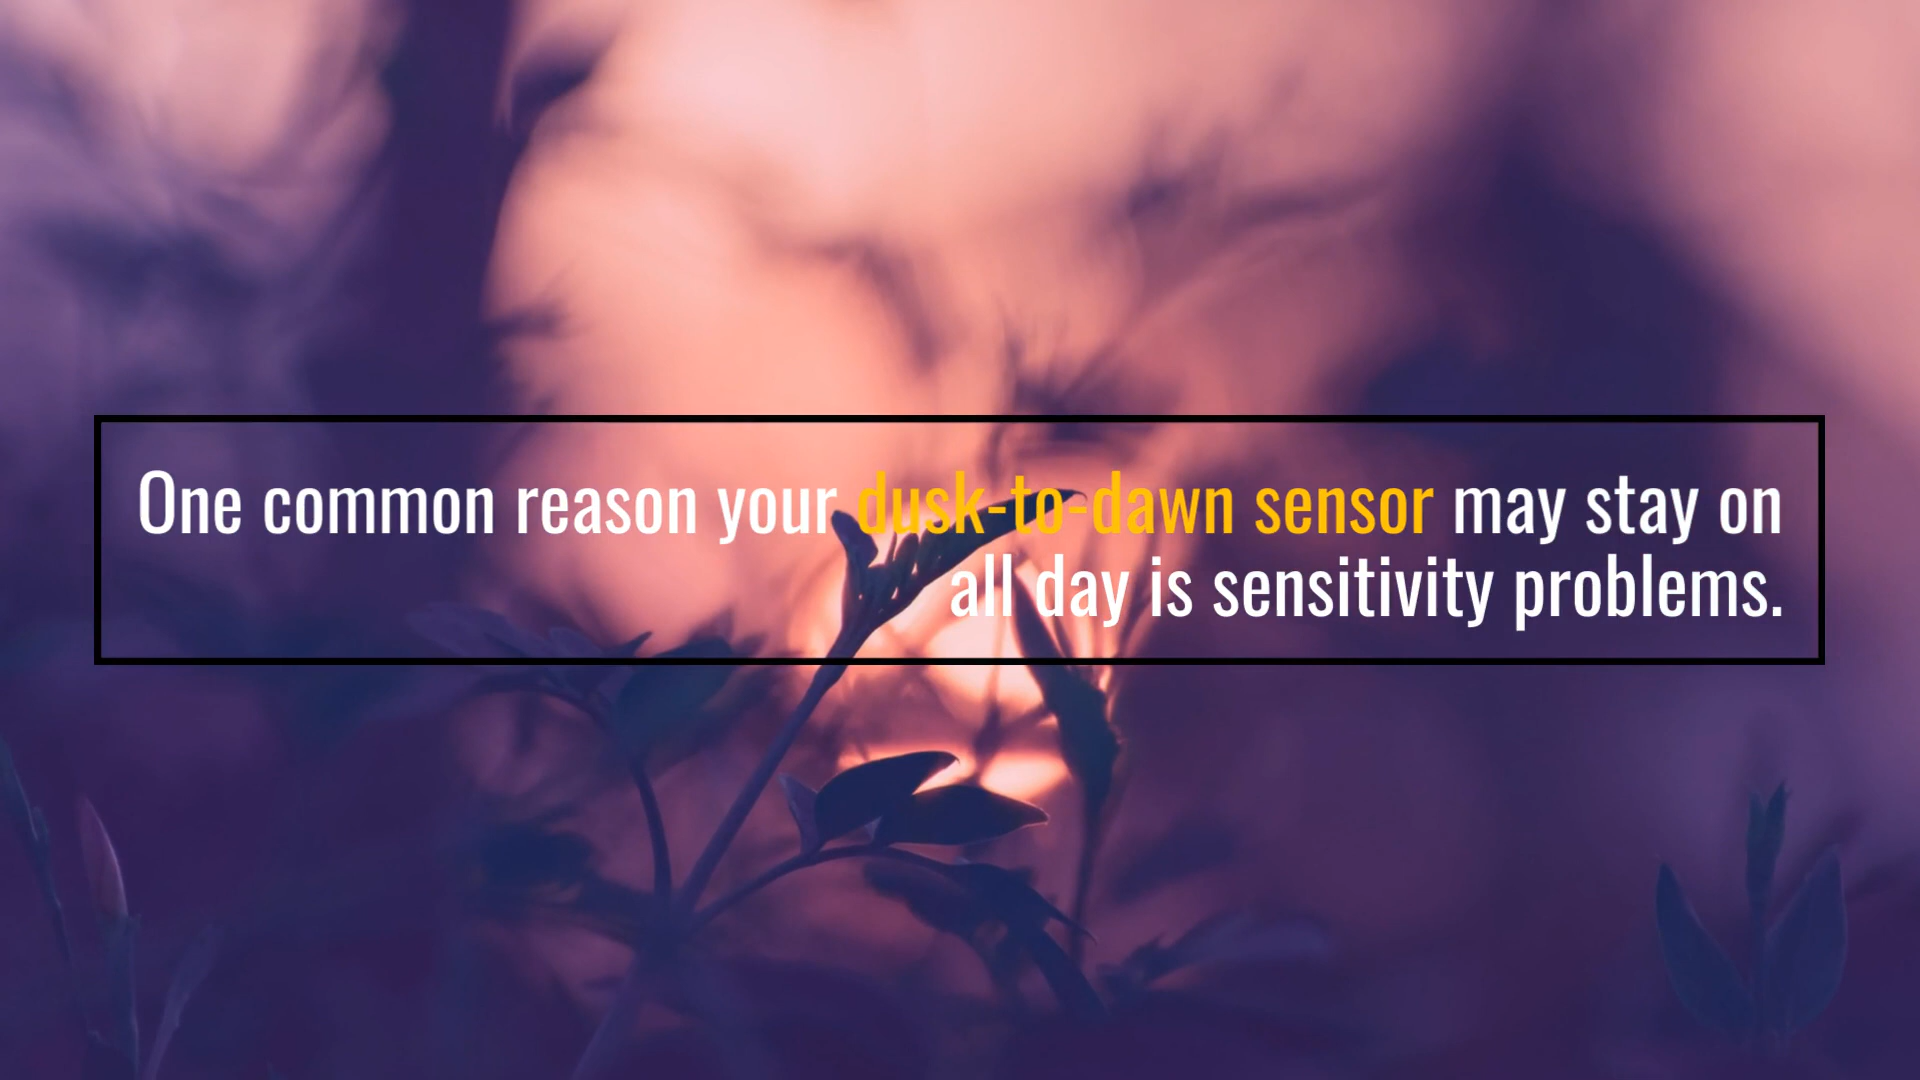 One common reason your dusk-to-dawn sensor may stay on
all day is sensitivity problems.